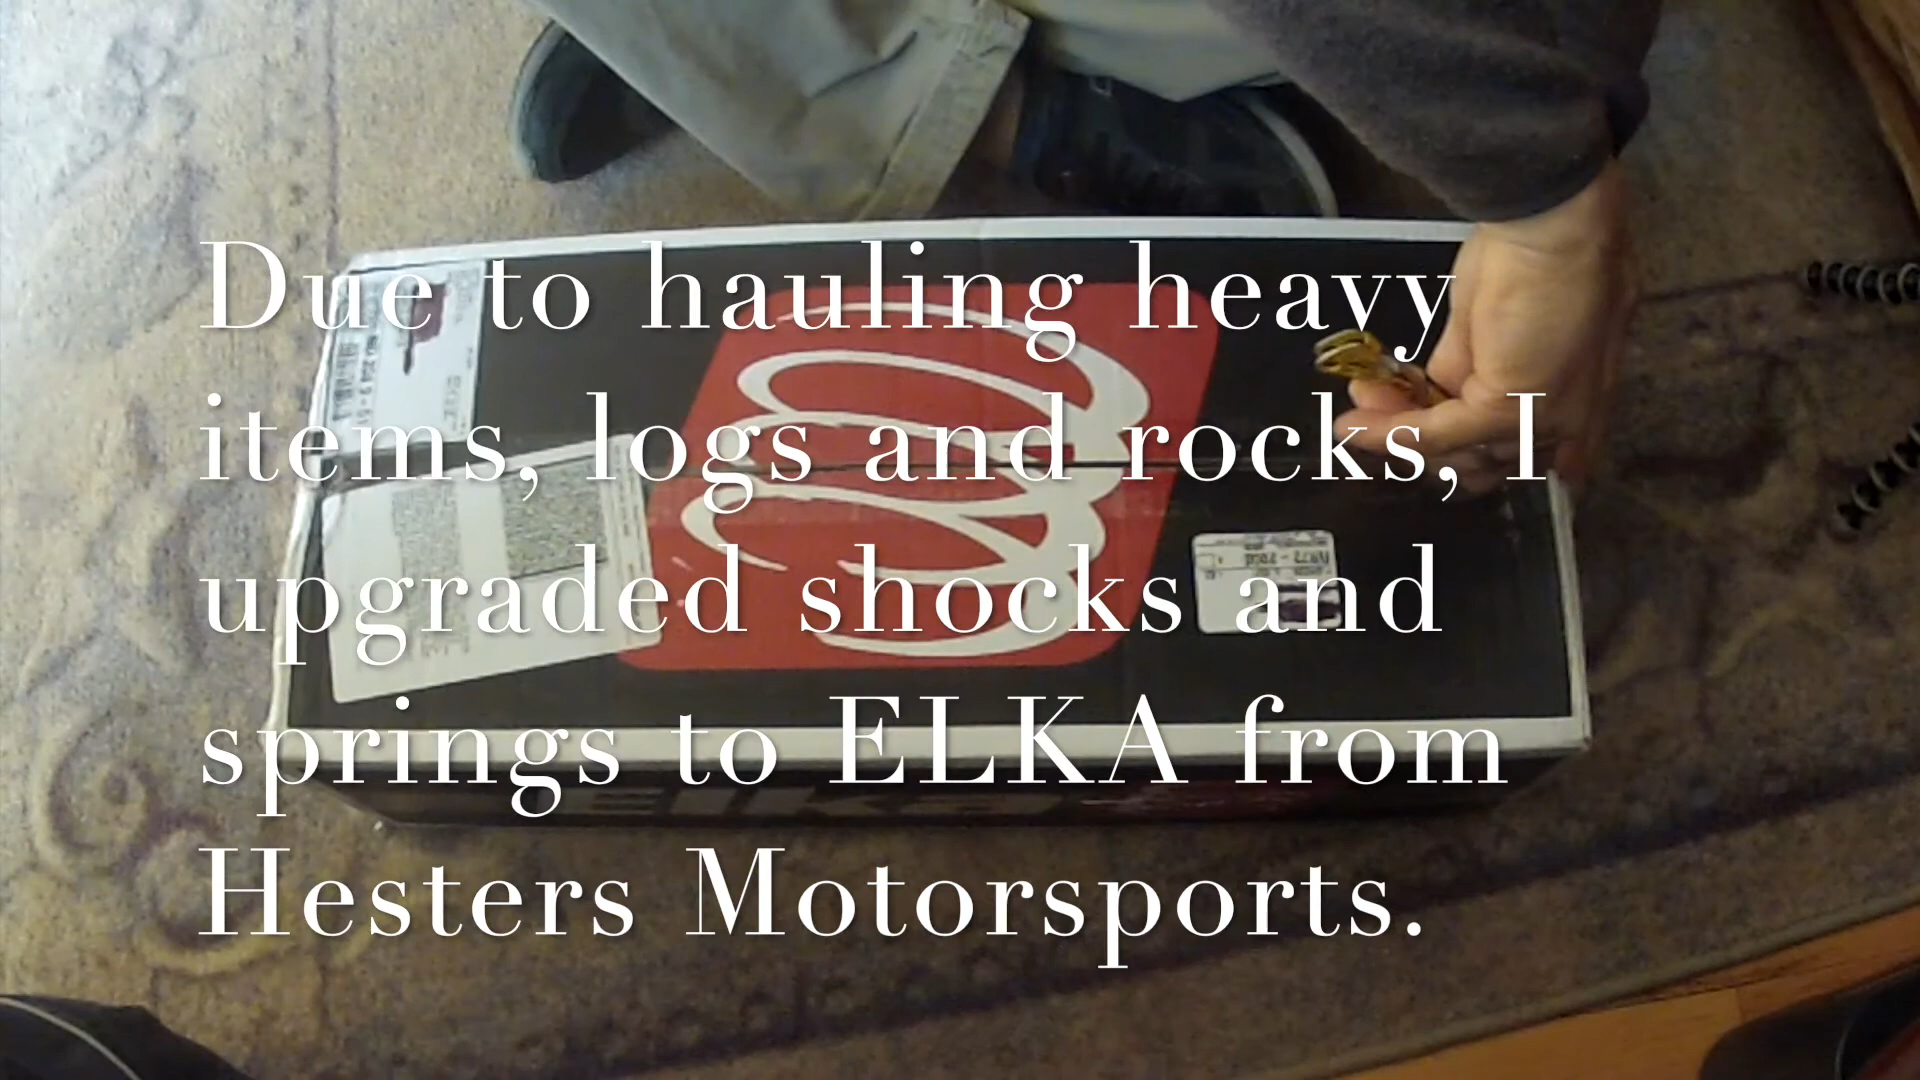 Due to hauling heavy
items, logs and rocks, I
upgraded shocks and
springs to ELKA from
Hesters Motorsports.